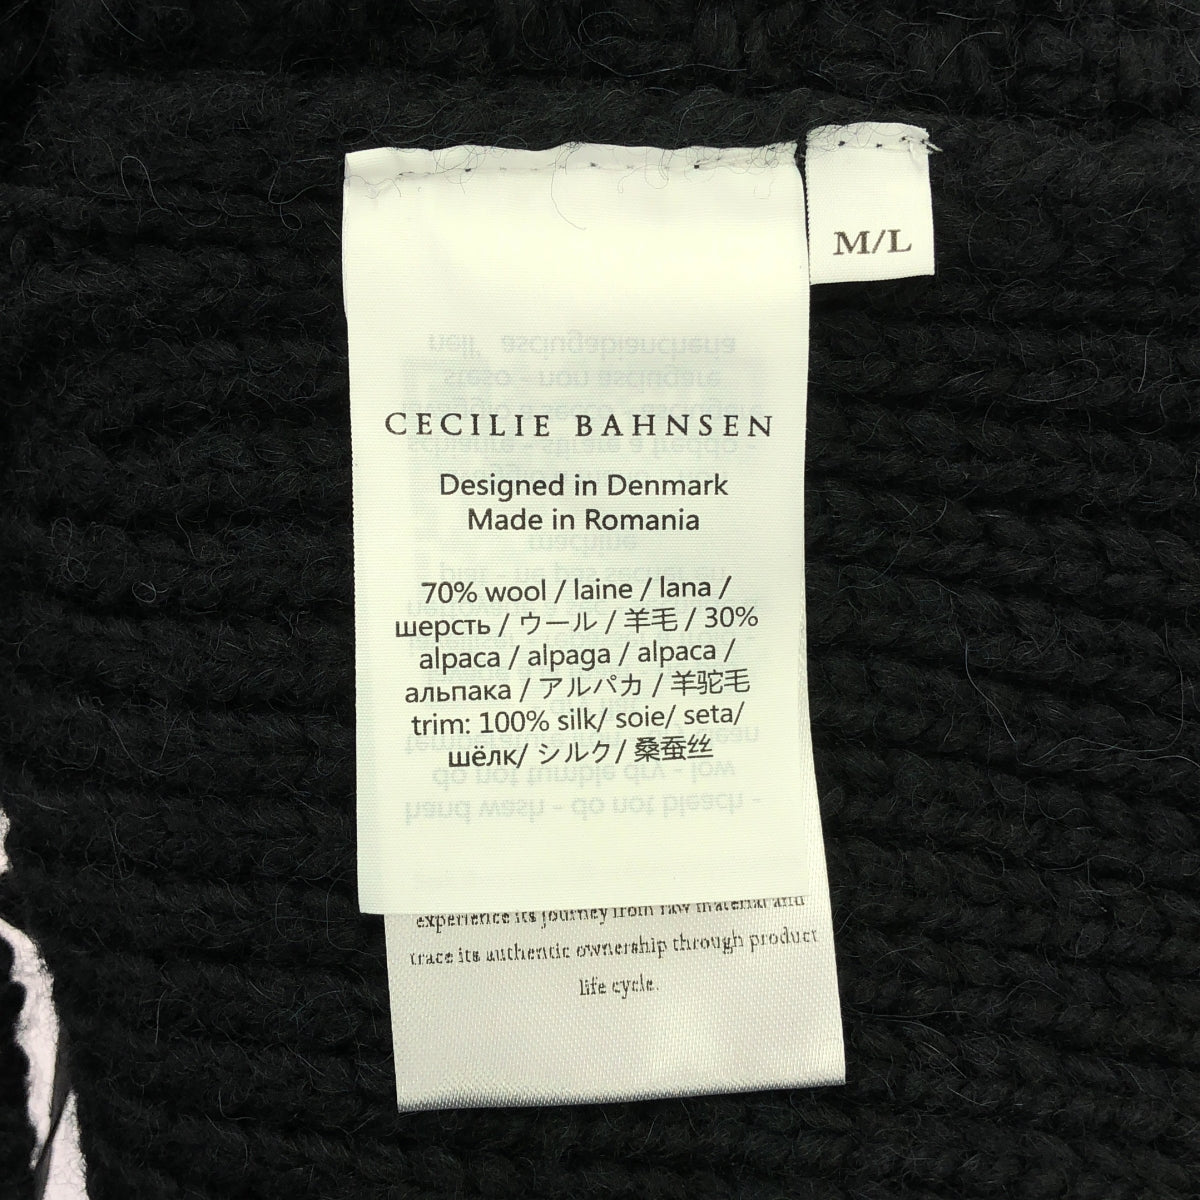 M/L
CECILIE BAHNSEN
Designed in Denmark
Made in Romania
70% wool / laine / lana /
шерсть / ウール / 羊毛 / 30%
alpaca / alpaga / alpaca /
альпака / アルパカ / 羊驼毛
trim: 100% silk/ soie/ seta/
шёлк/ シルク/ 桑蚕丝
experience its journey from raw material and
trace its authentic ownership through product
life cycle.